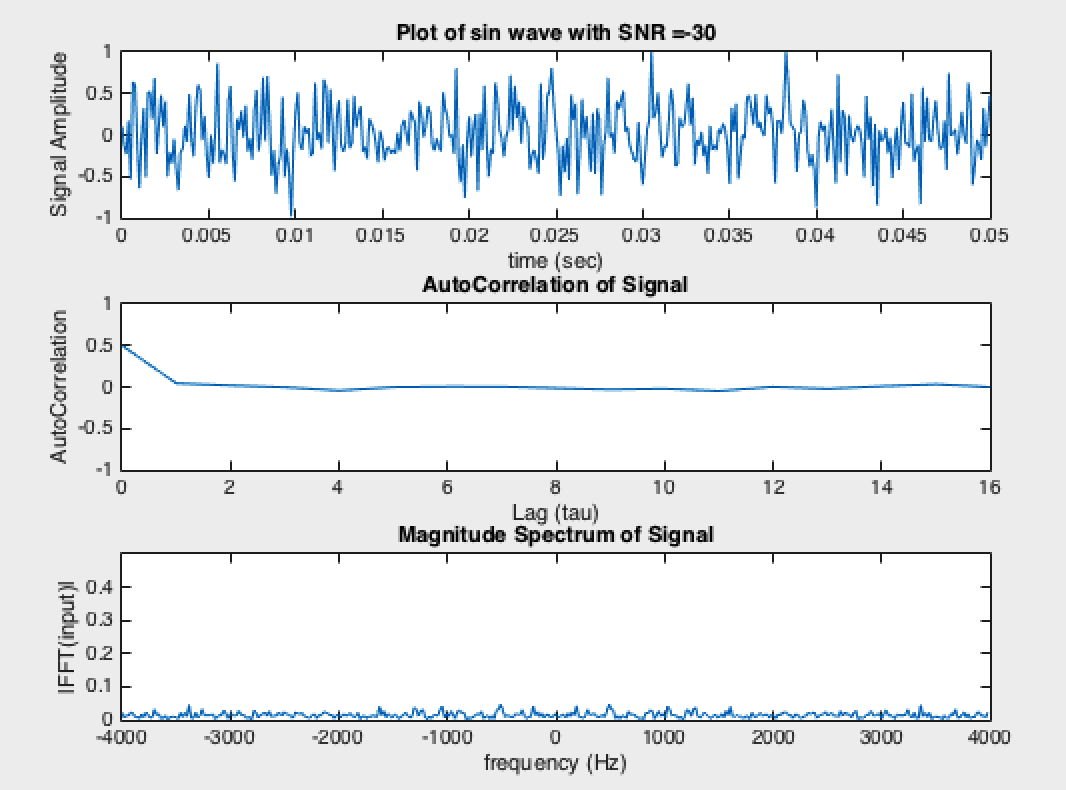 Plot of sin wave with SNR =-30
Signal Amplitude
1
0.5
0
-0.5
-1
0 0.005 0.01 0.015 0.02 0.025 0.03 0.035 0.04 0.045 0.05
time (sec)
AutoCorrelation of Signal
AutoCorrelation
1
0.5
0
-0.5
-1
0 2 4 6 8 10 12 14 16
Lag (tau)
Magnitude Spectrum of Signal
|FFT(input)|
0.4
0.3
0.2
0.1
0
-4000 -3000 -2000 -1000 0 1000 2000 3000 4000
frequency (Hz)